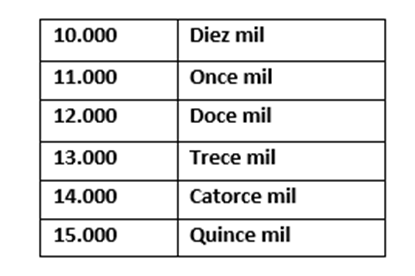 10.000 Diez mil
11.000 Once mil
12.000 Doce mil
13.000 Trece mil
14.000 Catorce mil
15.000 Quince mil